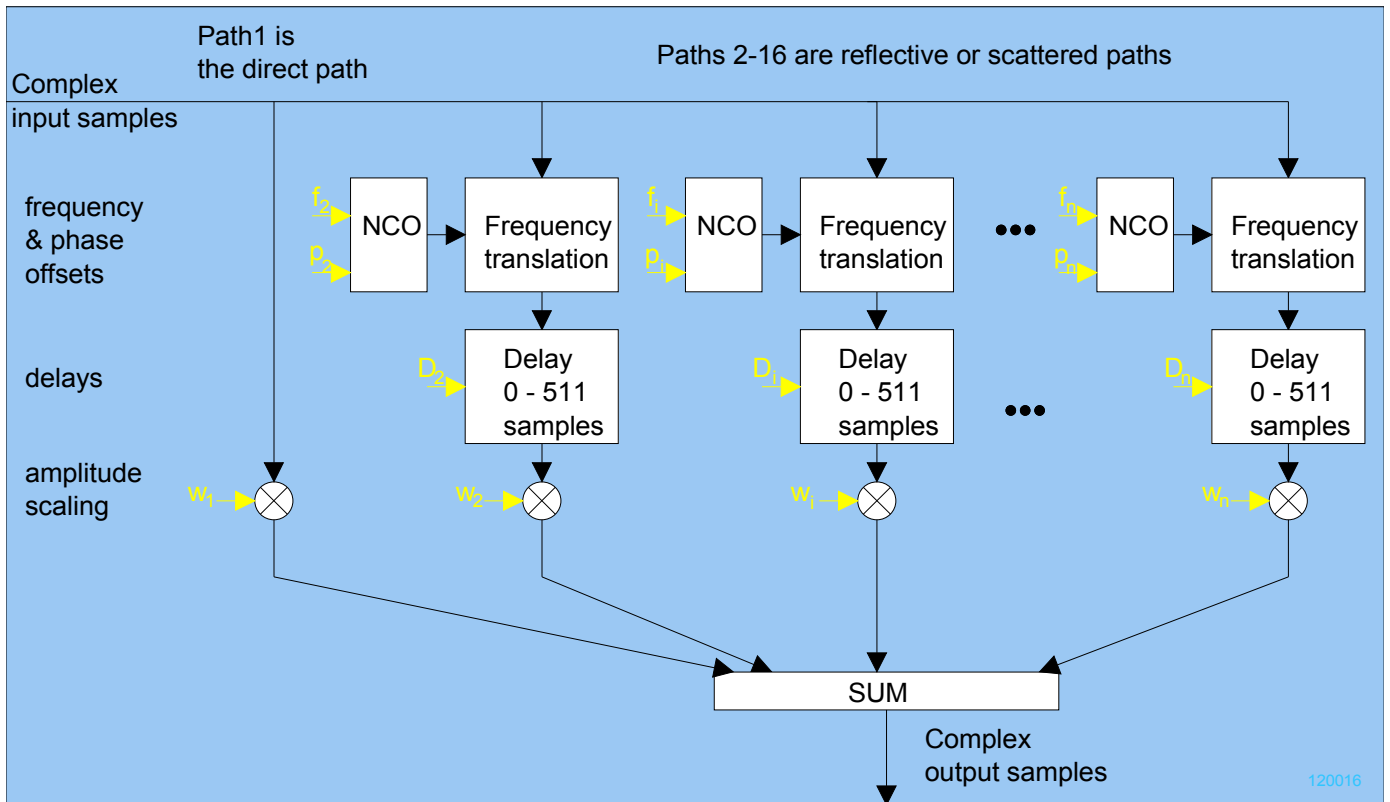 Path1 is
the direct path
Paths 2-16 are reflective or scattered paths
Complex
input samples
frequency
& phase
offsets
f2
p2
NCO
Frequency
translation
fi
pi
NCO
Frequency
translation
•••
fn
pn
NCO
Frequency
translation
delays
D2
Delay
0 - 511
samples
Di
Delay
0 - 511
samples
•••
Dn
Delay
0 - 511
samples
amplitude
scaling
w1
w2
wi
wn
SUM
Complex
output samples
120016